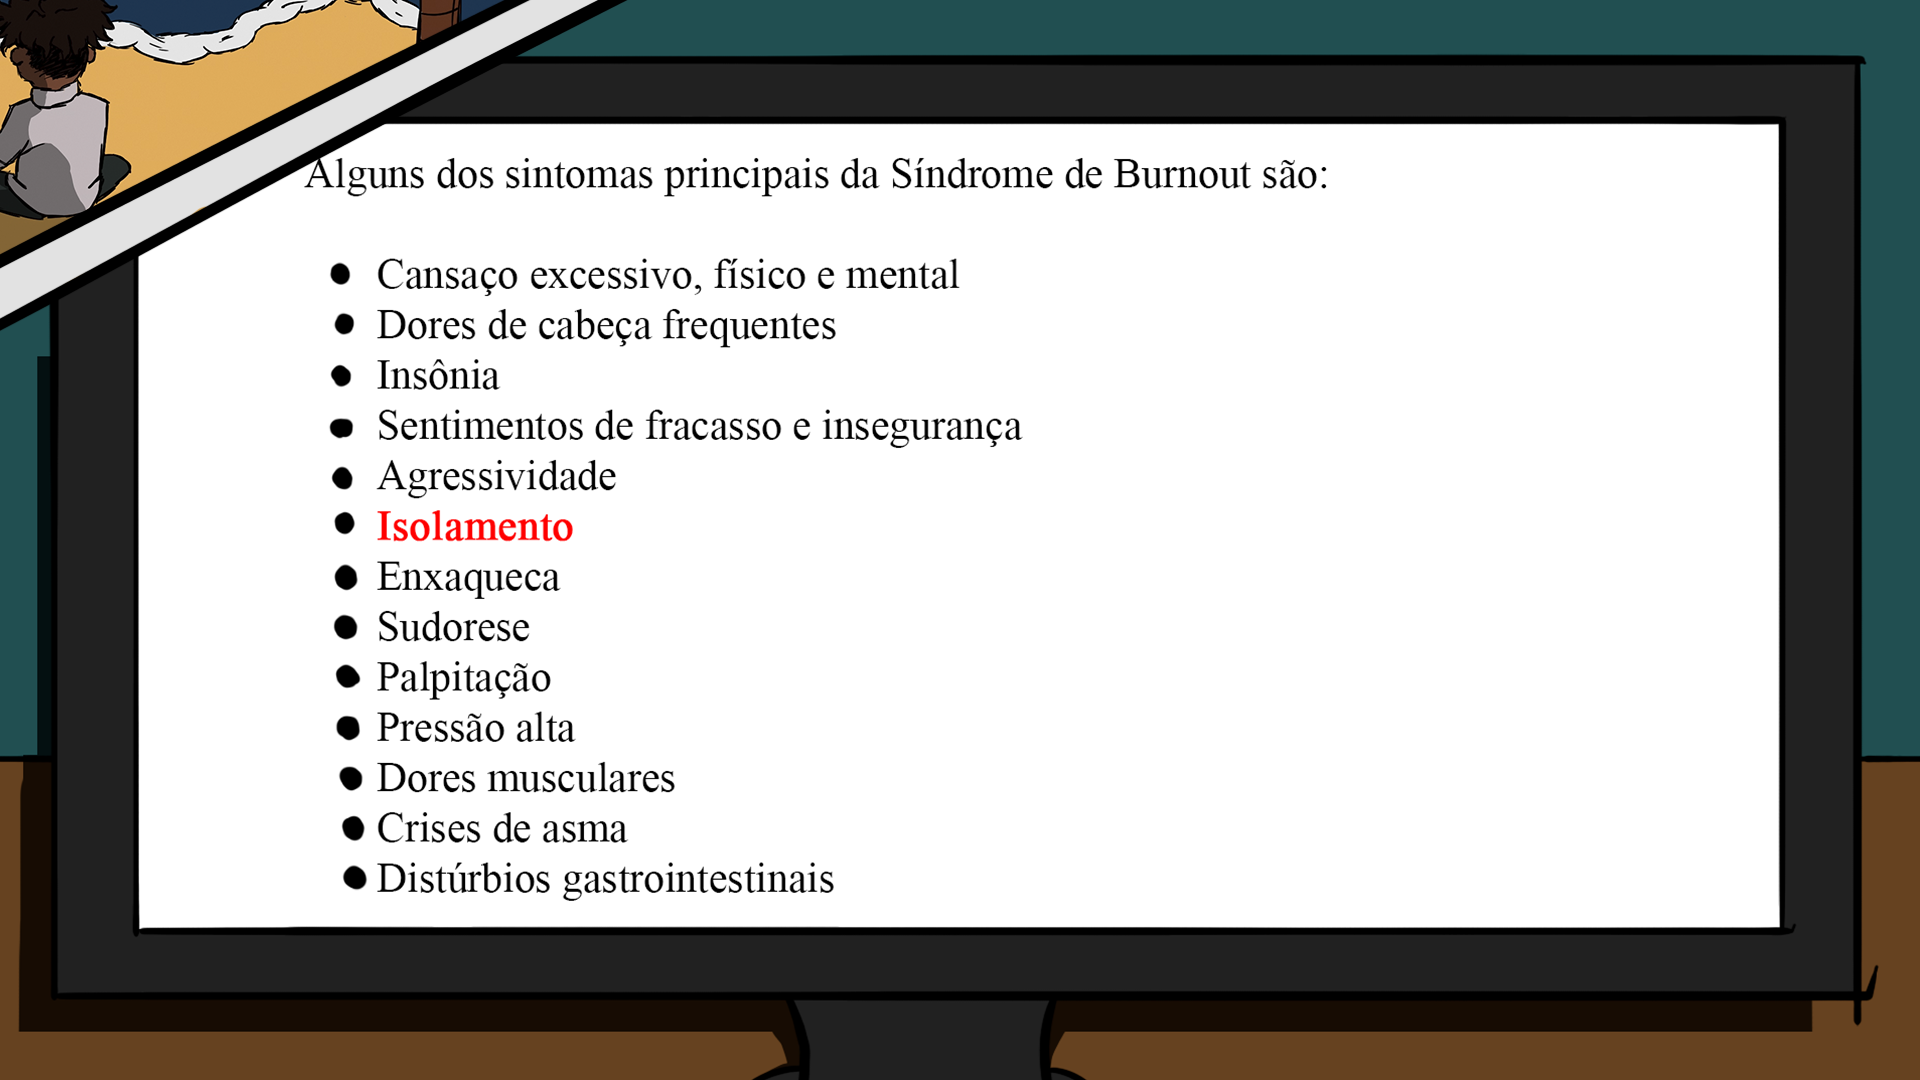 Alguns dos sintomas principais da Síndrome de Burnout são:
● Cansaço excessivo, físico e mental
● Dores de cabeça frequentes
● Insônia
● Sentimentos de fracasso e insegurança
● Agressividade
● Isolamento
● Enxaqueca
● Sudorese
● Palpitação
● Pressão alta
● Dores musculares
● Crises de asma
● Distúrbios gastrointestinais